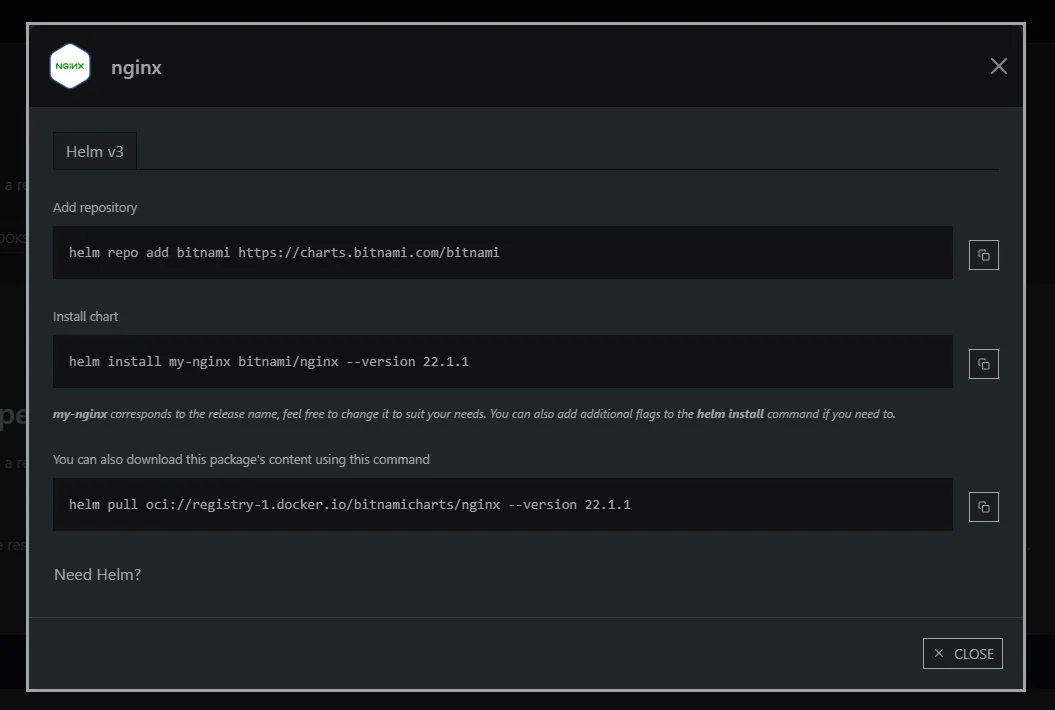 NGINX
nginx
Helm v3
Add repository
helm repo add bitnami https://charts.bitnami.com/bitnami
Install chart
helm install my-nginx bitnami/nginx --version 22.1.1
my-nginx corresponds to the release name, feel free to change it to suit your needs. You can also add additional flags to the helm install command if you need to.
You can also download this package's content using this command
helm pull oci://registry-1.docker.io/bitnamicharts/nginx --version 22.1.1
Need Helm?
CLOSE